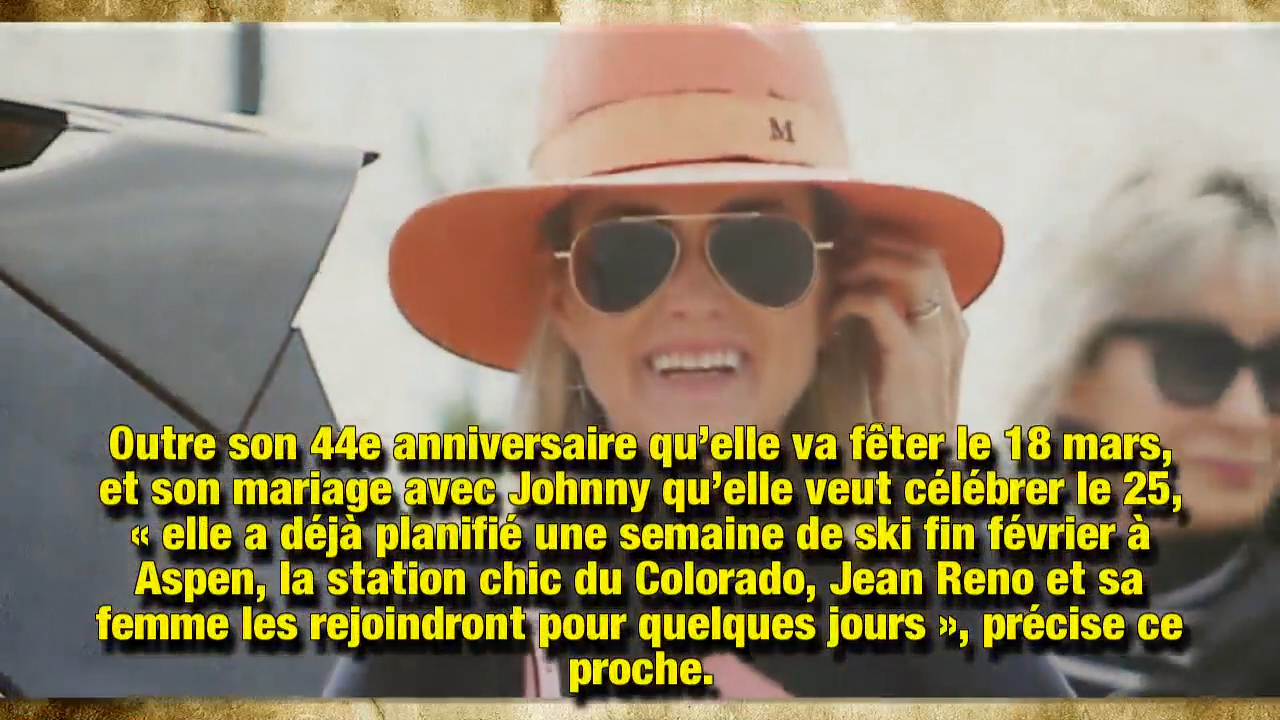 M
Outre son 44e anniversaire qu’elle va fêter le 18 mars,
et son mariage avec Johnny qu’elle veut célébrer le 25,
« elle a déjà planifié une semaine de ski fin février à
Aspen, la station chic du Colorado, Jean Reno et sa
femme les rejoindront pour quelques jours », précise ce
proche.